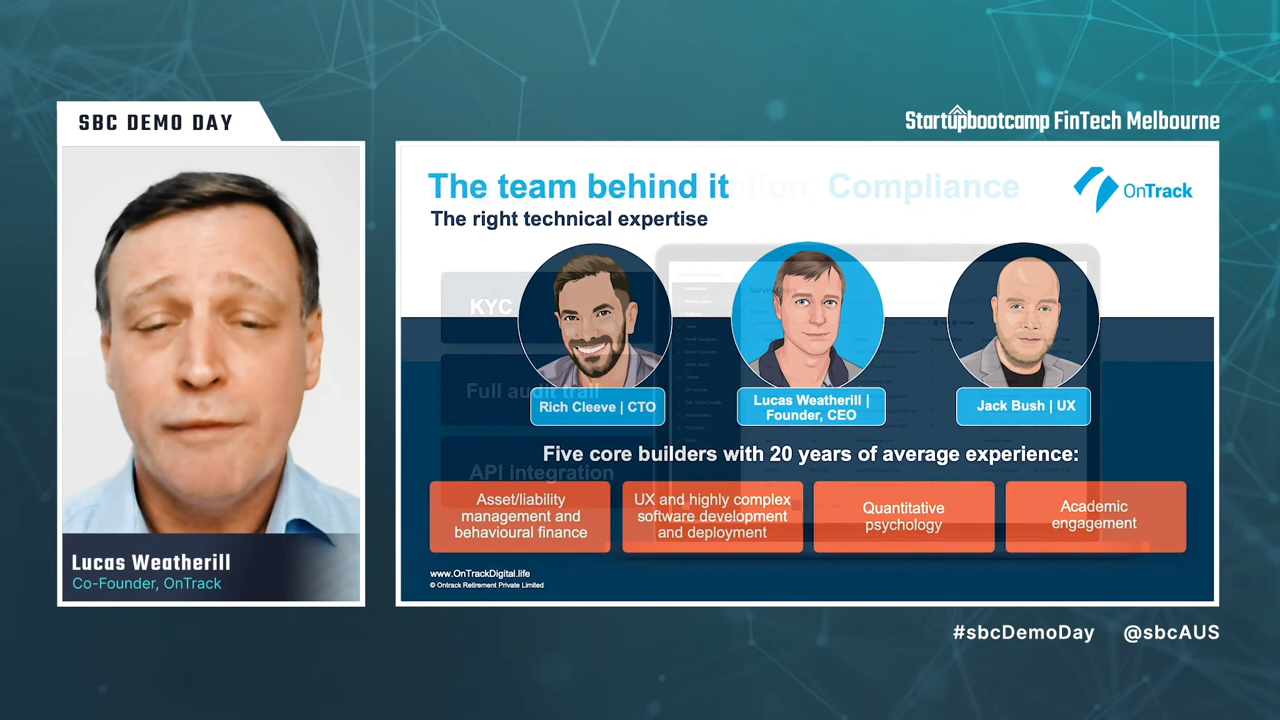 SBC DEMO DAY
Startupbootcamp FinTech Melbourne
The team behind it
Compliance
The right technical expertise
OnTrack
KYC
Full audit trail
API integration
Rich Cleeve | CTO
Lucas Weatherill |
Founder, CEO
Jack Bush | UX
Five core builders with 20 years of average experience:
Asset/liability
management and
behavioural finance
UX and highly complex
software development
and deployment
Quantitative
psychology
Academic
engagement
www.OnTrackDigital.life
© Ontrack Retirement Private Limited
Lucas Weatherill
Co-Founder, OnTrack
#sbcDemoDay @sbcAUS